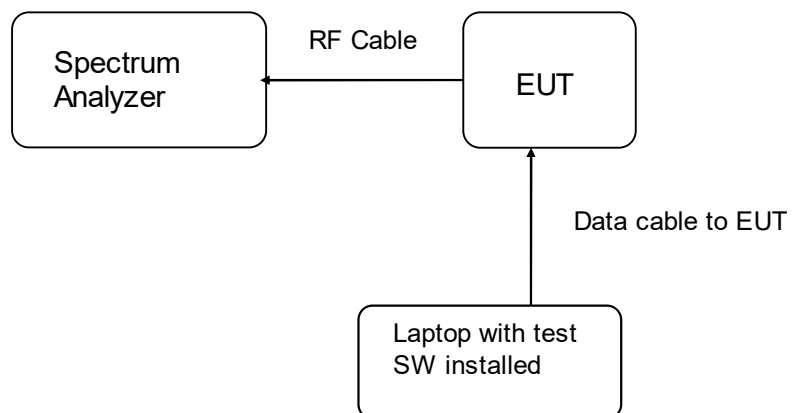 RF Cable
Spectrum
Analyzer
EUT
Data cable to EUT
Laptop with test
SW installed